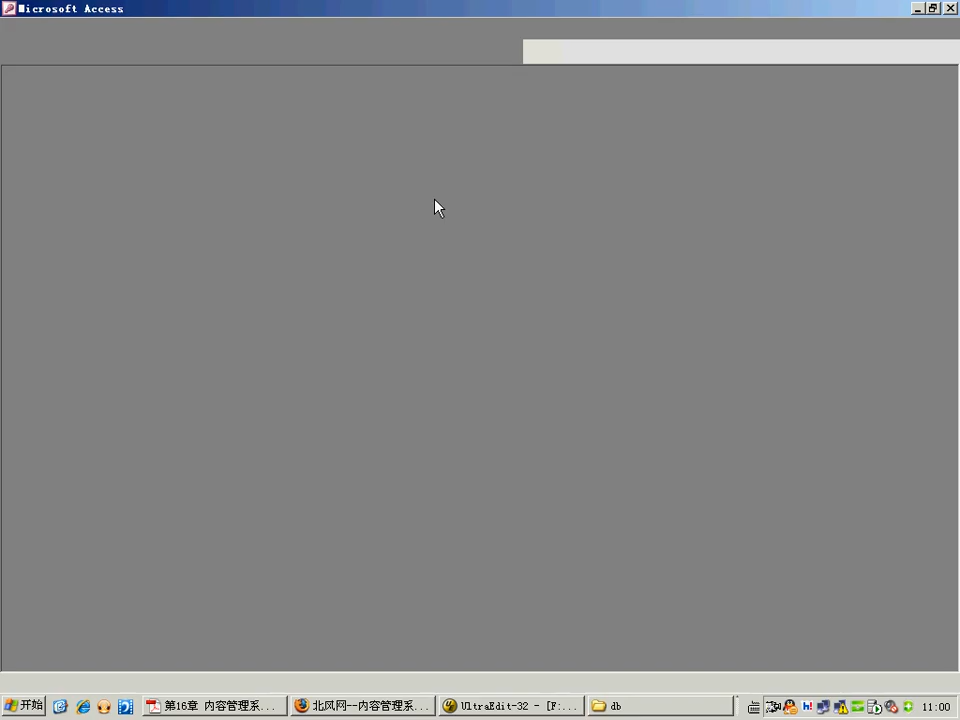 Microsoft Access
开始
第16章 内容管理系...
北风网--内容管理系...
UltraEdit-32 - [F:...
db
11:00